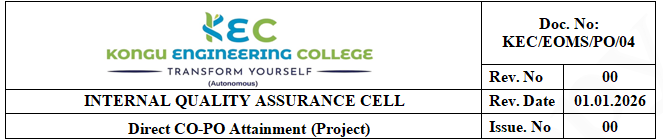 KEC
KONGU ENGINEERING COLLEGE
TRANSFORM YOURSELF
(Autonomous)
Doc. No:
KEC/EOMS/PO/04
Rev. No 00
INTERNAL QUALITY ASSURANCE CELL Rev. Date 01.01.2026
Direct CO-PO Attainment (Project) Issue. No 00